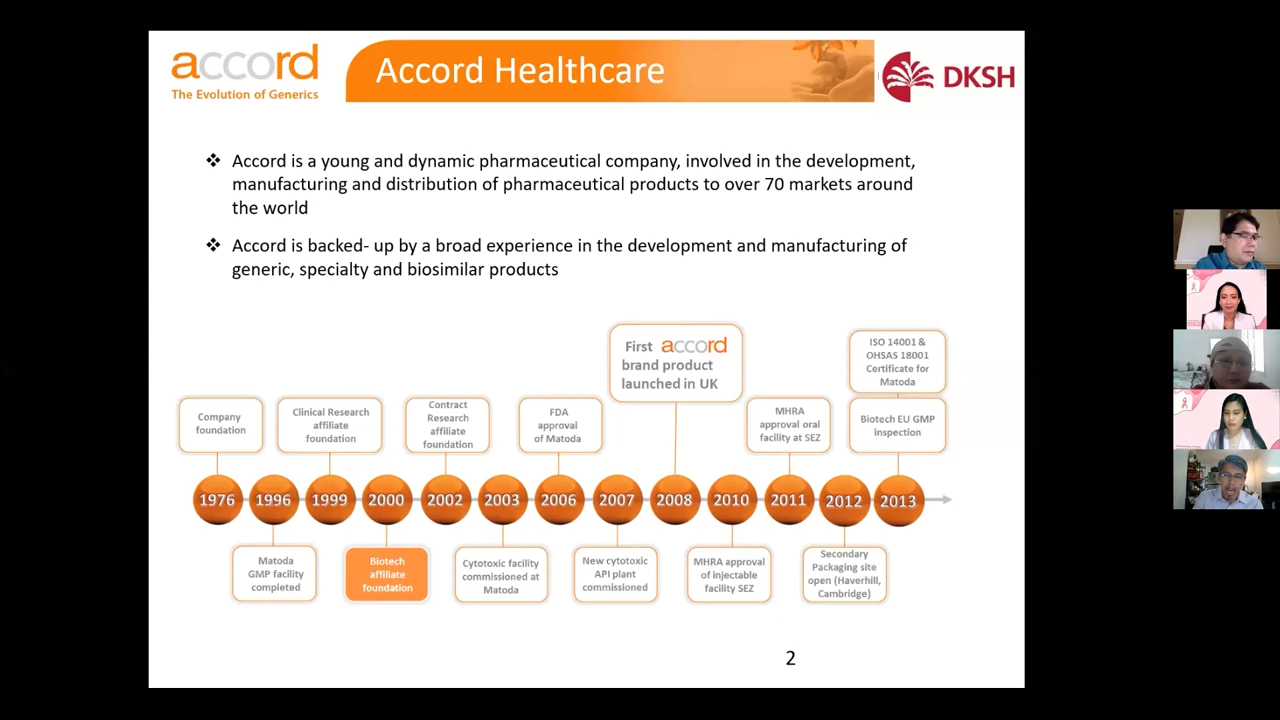 accord
The Evolution of Generics
Accord Healthcare
DKSH
❖ Accord is a young and dynamic pharmaceutical company, involved in the development,
manufacturing and distribution of pharmaceutical products to over 70 markets around
the world
❖ Accord is backed- up by a broad experience in the development and manufacturing of
generic, specialty and biosimilar products
Company
foundation
Clinical Research
affiliate
foundation
Contract
Research
affiliate
foundation
FDA
approval
of Matoda
First accord
brand product
launched in UK
MHRA
approval oral
facility at SEZ
ISO 14001 &
OHSAS 18001
Certificate for
Matoda
Biotech EU GMP
inspection
1976 1996 1999 2000 2002 2003 2006 2007 2008 2010 2011 2012 2013
Matoda
GMP facility
completed
Biotech
affiliate
foundation
Cytotoxic facility
commissioned at
Matoda
New cytotoxic
API plant
commissioned
MHRA approval
of injectable
facility SEZ
Secondary
Packaging site
open (Haverhill,
Cambridge)
2